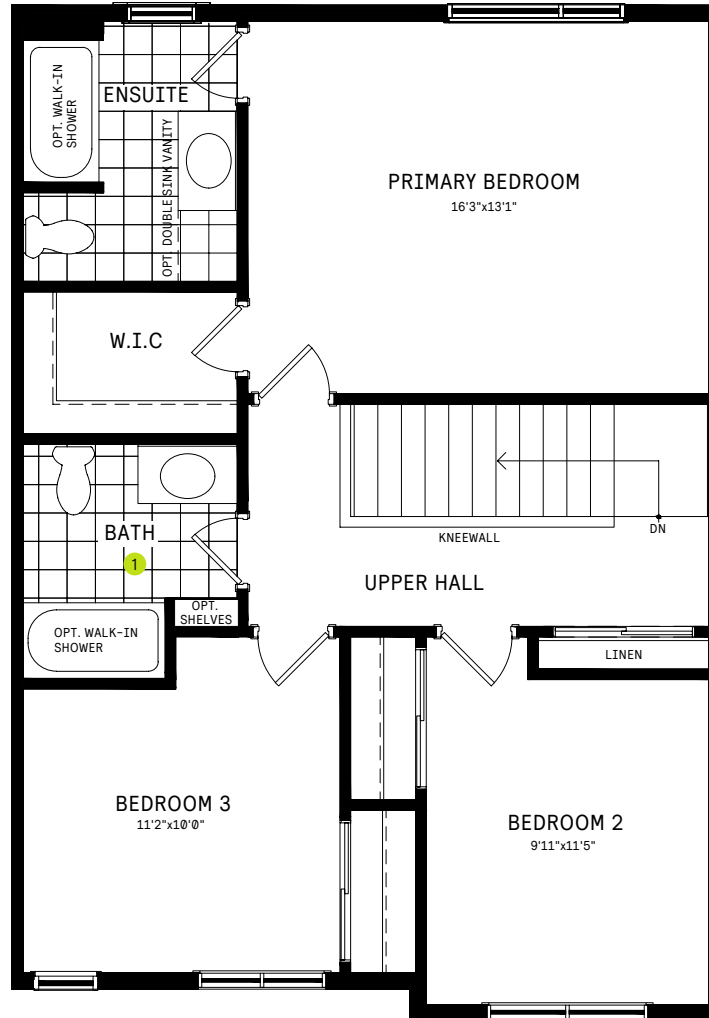 OPT. WALK-IN
SHOWER
ENSUITE
OPT. DOUBLE SINK VANITY
PRIMARY BEDROOM
16'3"x13'1"
W.I.C
KNEEWALL
DN
BATH
1
UPPER HALL
OPT.
SHELVES
OPT. WALK-IN
SHOWER
LINEN
BEDROOM 3
11'2"x10'0"
BEDROOM 2
9'11"x11'5"